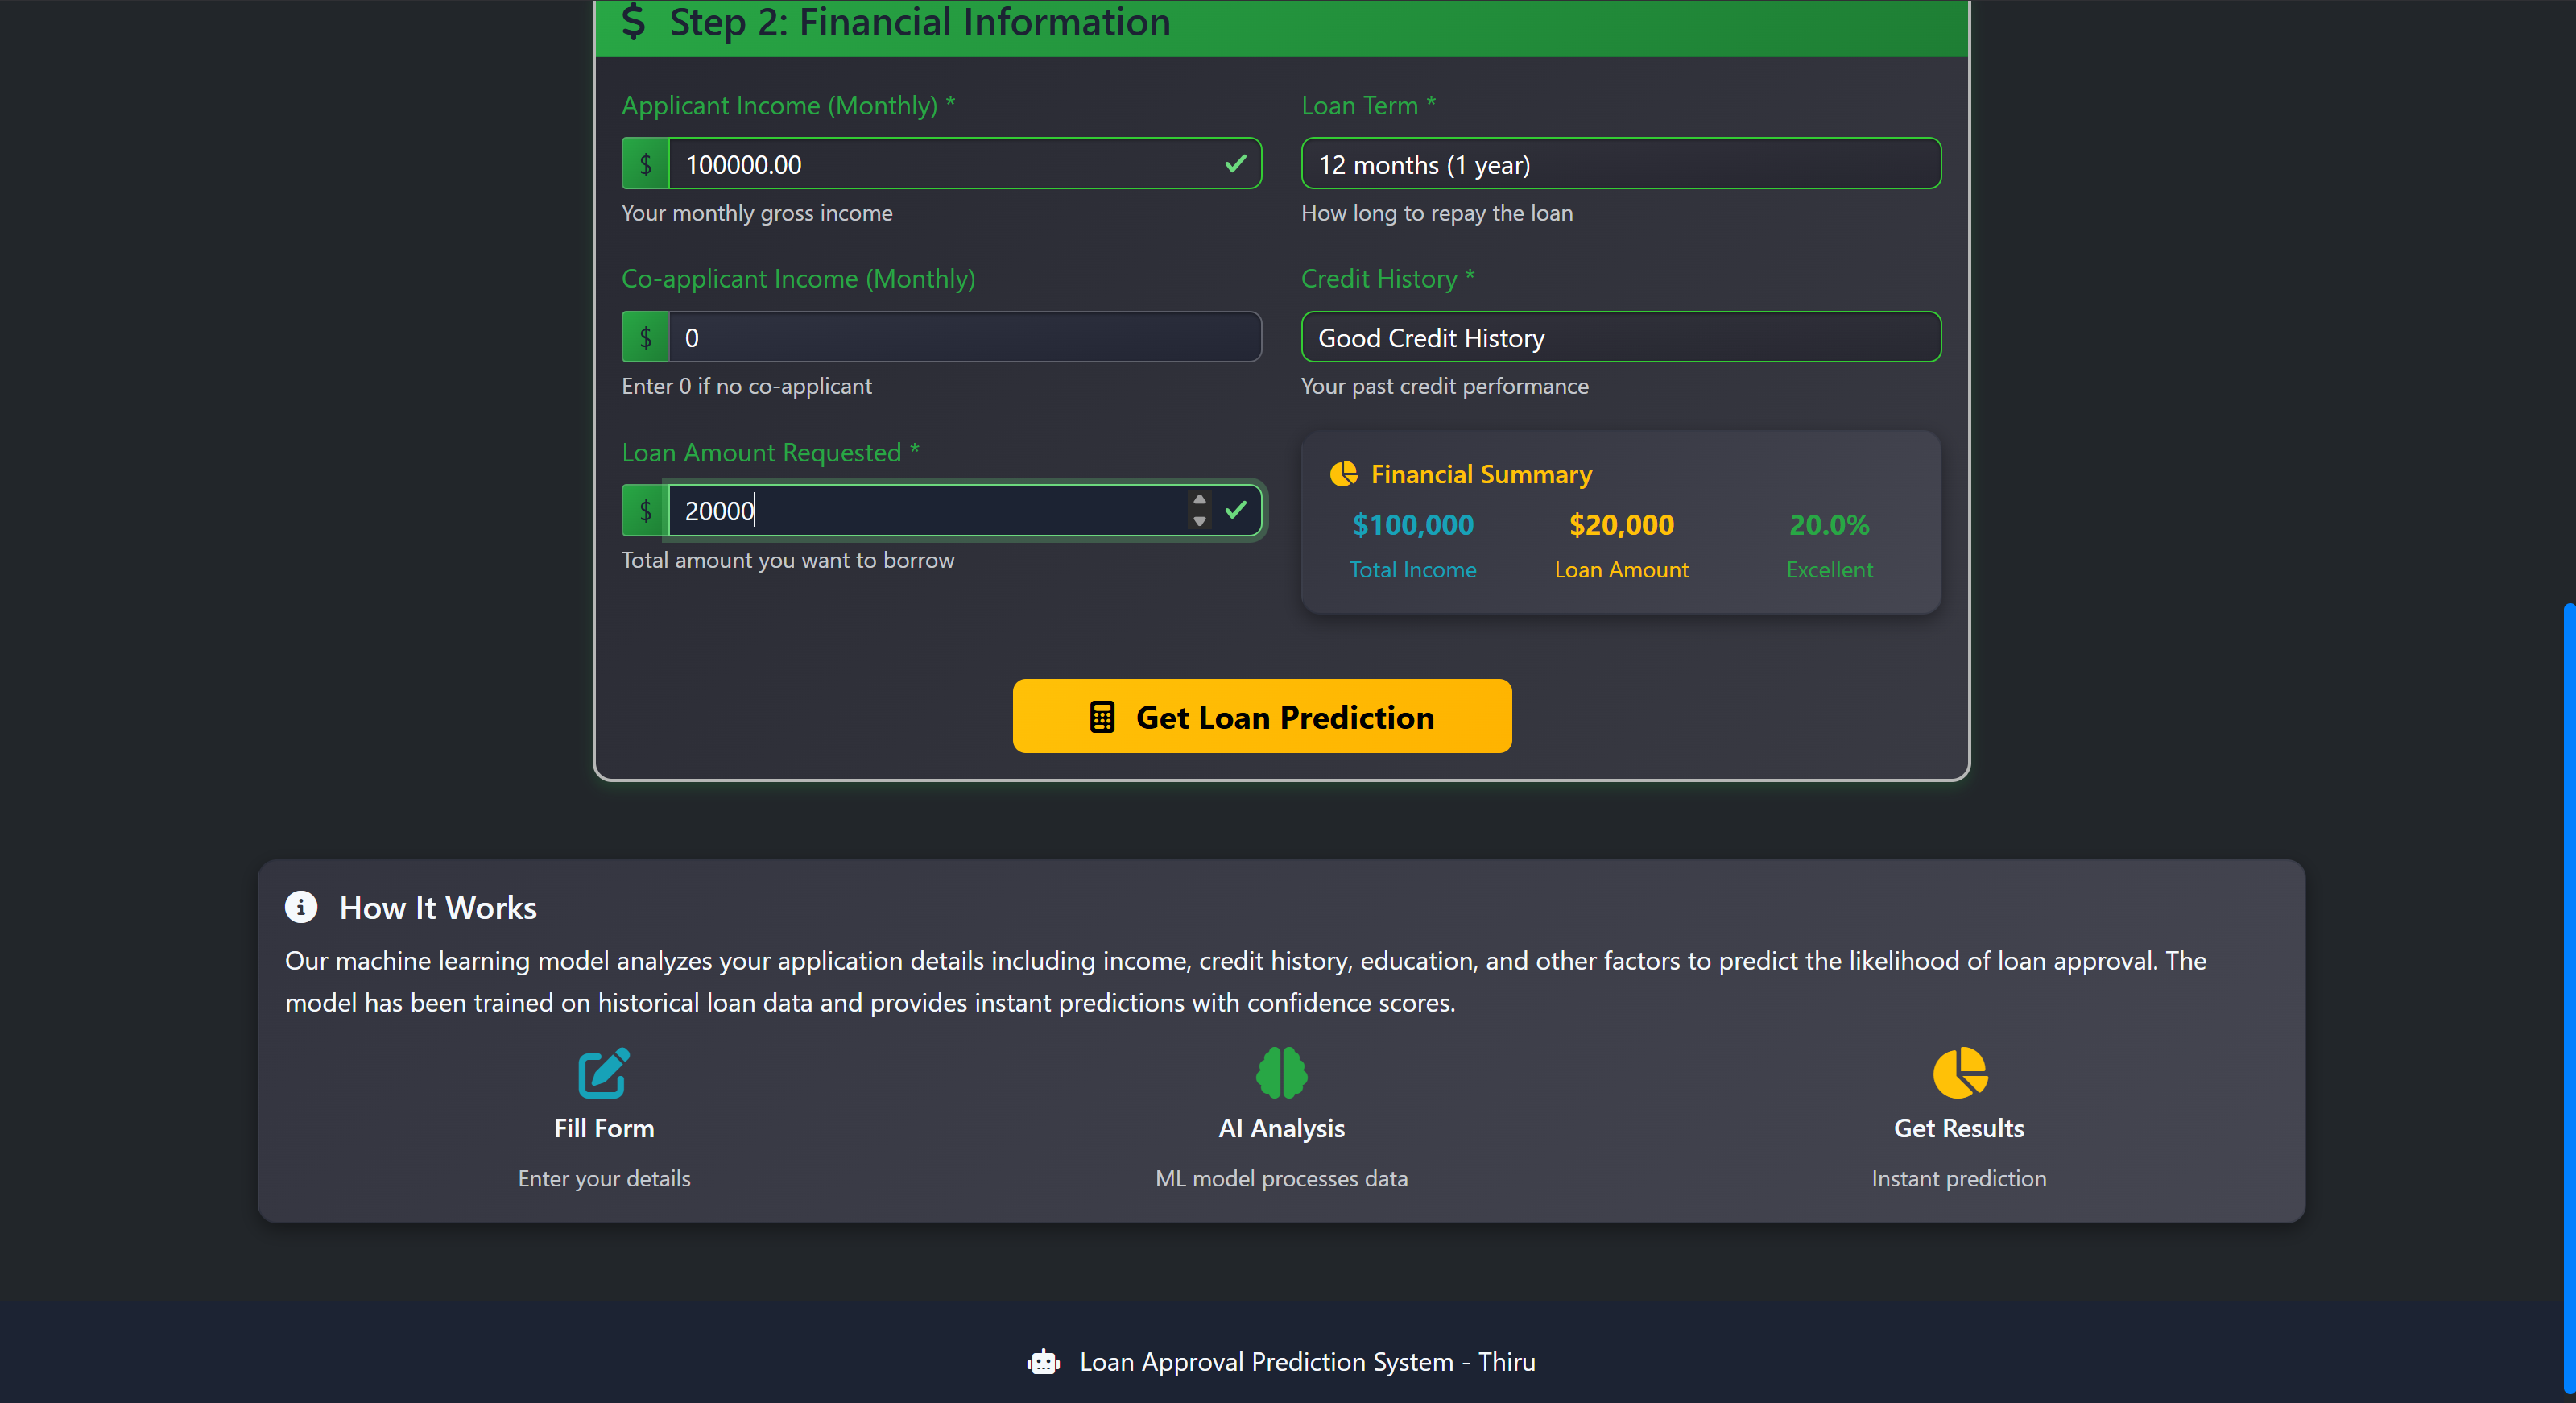 $ Step 2: Financial Information
Applicant Income (Monthly) *
$ 100000.00
Your monthly gross income
Loan Term *
12 months (1 year)
How long to repay the loan
Co-applicant Income (Monthly)
$ 0
Enter 0 if no co-applicant
Credit History *
Good Credit History
Your past credit performance
Loan Amount Requested *
$ 20000
Total amount you want to borrow
Financial Summary
$100,000 $20,000 20.0%
Total Income Loan Amount Excellent
Get Loan Prediction
How It Works
Our machine learning model analyzes your application details including income, credit history, education, and other factors to predict the likelihood of loan approval. The
model has been trained on historical loan data and provides instant predictions with confidence scores.
Fill Form
Enter your details
AI Analysis
ML model processes data
Get Results
Instant prediction
Loan Approval Prediction System - Thiru